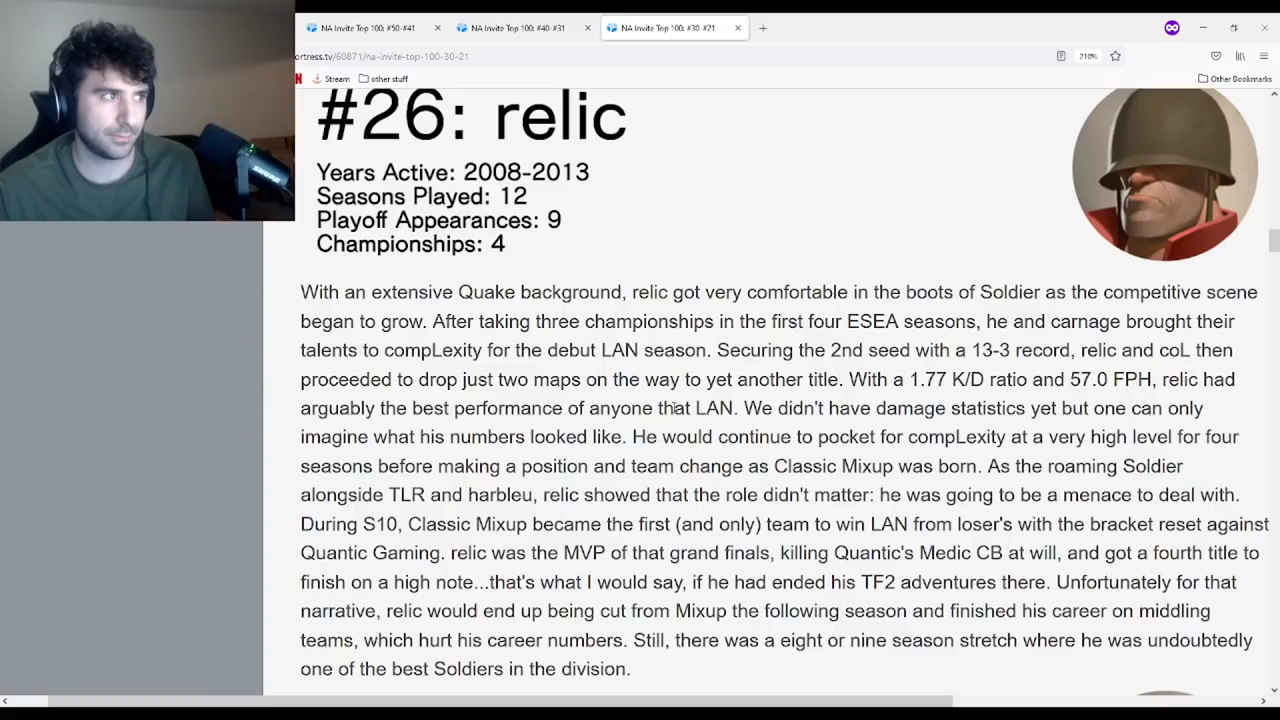 NA Invite Top 100: #50-#41
NA Invite Top 100: #40-#31
NA Invite Top 100: #30-#21
ortress.tv/60871/na-invite-top-100-30-21
210%
Stream
other stuff
Other Bookmarks
#26: relic
Years Active: 2008-2013
Seasons Played: 12
Playoff Appearances: 9
Championships: 4
With an extensive Quake background, relic got very comfortable in the boots of Soldier as the competitive scene
began to grow. After taking three championships in the first four ESEA seasons, he and carnage brought their
talents to compLexity for the debut LAN season. Securing the 2nd seed with a 13-3 record, relic and coL then
proceeded to drop just two maps on the way to yet another title. With a 1.77 K/D ratio and 57.0 FPH, relic had
arguably the best performance of anyone that LAN. We didn't have damage statistics yet but one can only
imagine what his numbers looked like. He would continue to pocket for compLexity at a very high level for four
seasons before making a position and team change as Classic Mixup was born. As the roaming Soldier
alongside TLR and harbleu, relic showed that the role didn't matter: he was going to be a menace to deal with.
During S10, Classic Mixup became the first (and only) team to win LAN from loser's with the bracket reset against
Quantic Gaming. relic was the MVP of that grand finals, killing Quantic's Medic CB at will, and got a fourth title to
finish on a high note...that's what I would say, if he had ended his TF2 adventures there. Unfortunately for that
narrative, relic would end up being cut from Mixup the following season and finished his career on middling
teams, which hurt his career numbers. Still, there was a eight or nine season stretch where he was undoubtedly
one of the best Soldiers in the division.
SHURE